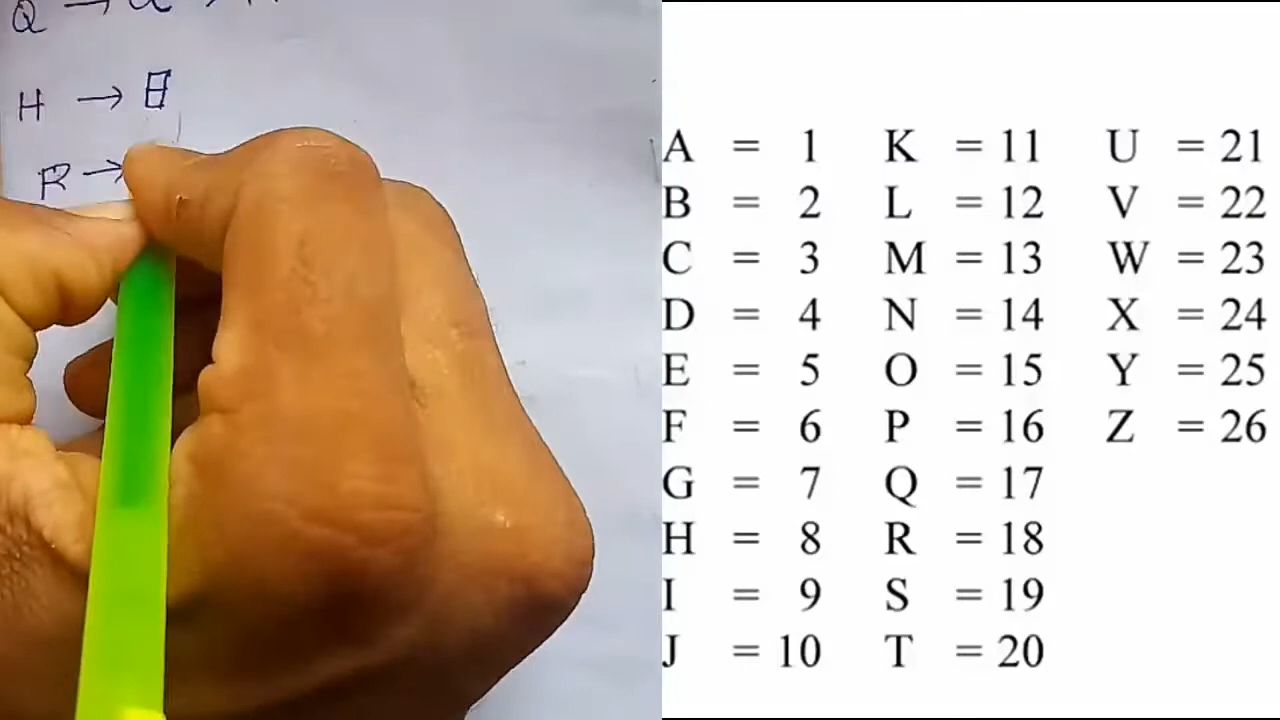 Q →
H → 8
R →
A = 1 K = 11 U = 21
B = 2 L = 12 V = 22
C = 3 M = 13 W = 23
D = 4 N = 14 X = 24
E = 5 O = 15 Y = 25
F = 6 P = 16 Z = 26
G = 7 Q = 17
H = 8 R = 18
I = 9 S = 19
J = 10 T = 20